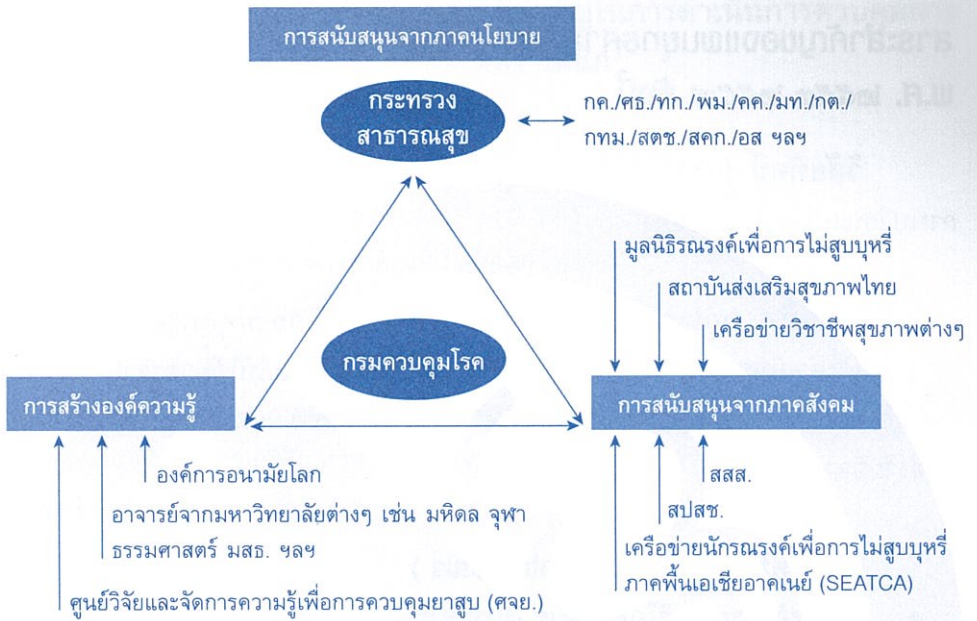 การสนับสนุนจากภาคนโยบาย
กระทรวง
สาธารณสุข
กค./ศธ./ทก./พม./คค./มท./กต./
กทม./สตช./สคก./อส ฯลฯ
มูลนิธิรณรงค์เพื่อการไม่สูบบุหรี่
สถาบันส่งเสริมสุขภาพไทย
เครือข่ายวิชาชีพสุขภาพต่างๆ
กรมควบคุมโรค
การสร้างองค์ความรู้
การสนับสนุนจากภาคสังคม
องค์การอนามัยโลก
อาจารย์จากมหาวิทยาลัยต่างๆ เช่น มหิดล จุฬา
ธรรมศาสตร์ มสธ. ฯลฯ
ศูนย์วิจัยและจัดการความรู้เพื่อการควบคุมยาสูบ (ศจย.)
สสส.
สปสช.
เครือข่ายนักรณรงค์เพื่อการไม่สูบบุหรี่
ภาคพื้นเอเชียอาคเนย์ (SEATCA)